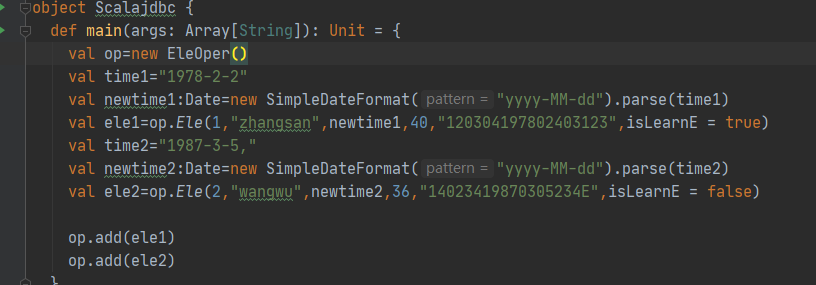 object Scalajdbc {
def main(args: Array[String]): Unit = {
val op=new EleOper()
val time1="1978-2-2"
val newtime1:Date=new SimpleDateFormat( pattern = "yyyy-MM-dd").parse(time1)
val ele1=op.Ele(1,"zhangsan",newtime1,40,"120304197802403123",isLearnE = true)
val time2="1987-3-5,"
val newtime2:Date=new SimpleDateFormat( pattern = "yyyy-MM-dd").parse(time2)
val ele2=op.Ele(2,"wangwu",newtime2,36,"14023419870305234E",isLearnE = false)
op.add(ele1)
op.add(ele2)
}